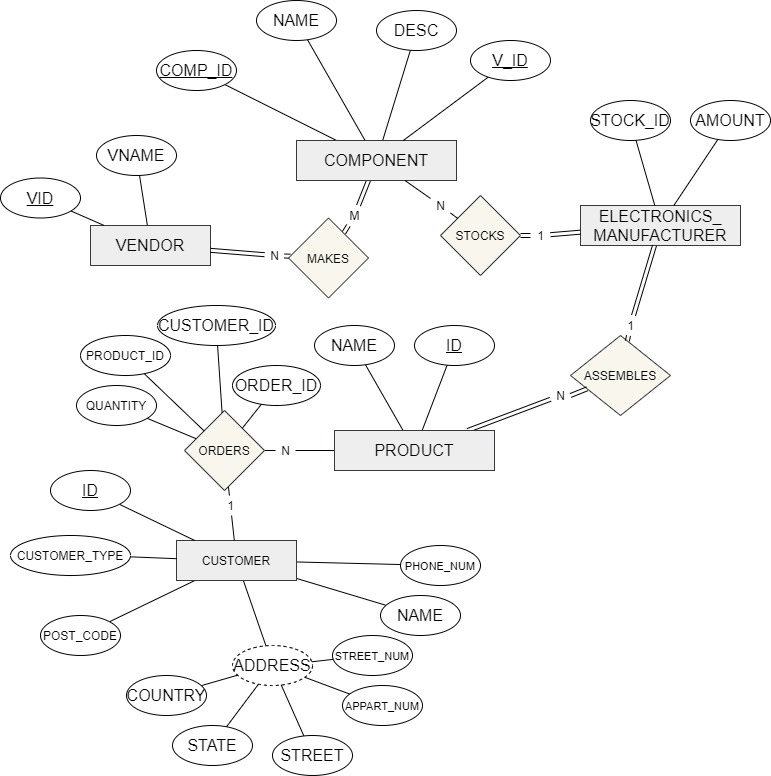 NAME
DESC
COMP_ID
V_ID
STOCK_ID
AMOUNT
VNAME
COMPONENT
VID
M
N
STOCKS
1
ELECTRONICS_
MANUFACTURER
VENDOR
N
MAKES
CUSTOMER_ID
1
PRODUCT_ID
NAME
ID
ASSEMBLES
ORDER_ID
QUANTITY
N
ORDERS
N
PRODUCT
ID
1
CUSTOMER_TYPE
CUSTOMER
PHONE_NUM
NAME
POST_CODE
ADDRESS
STREET_NUM
COUNTRY
APPART_NUM
STATE
STREET